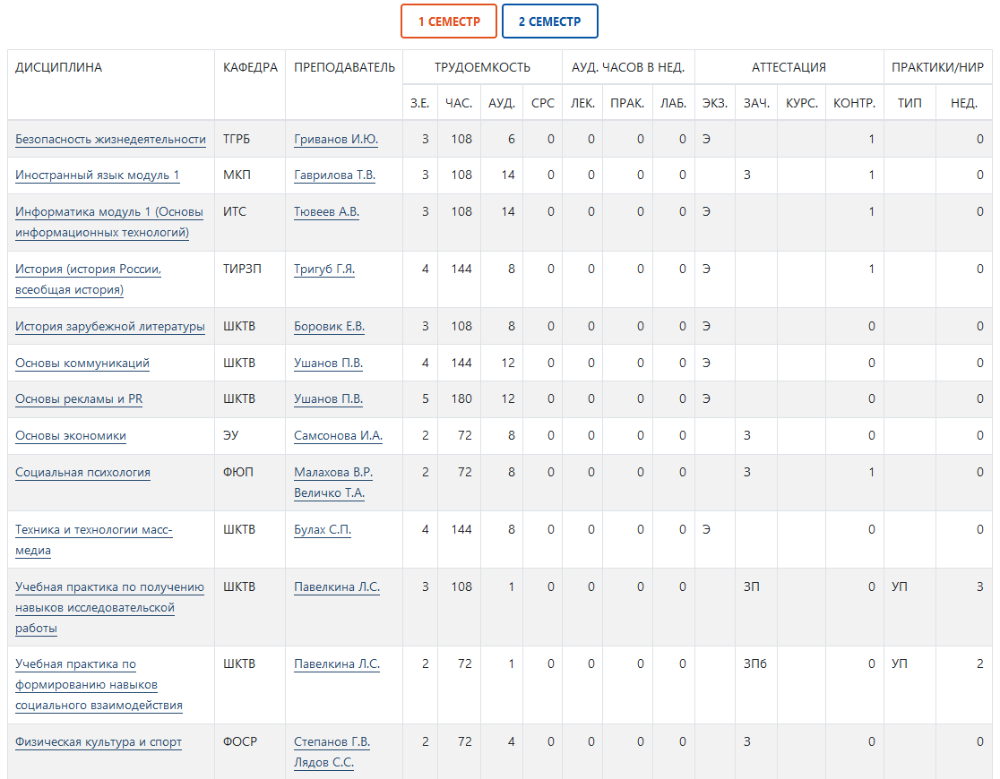 1 СЕМЕСТР 2 СЕМЕСТР
ДИСЦИПЛИНА КАФЕДРА ПРЕПОДАВАТЕЛЬ ТРУДОЕМКОСТЬ АУД. ЧАСОВ В НЕД. АТТЕСТАЦИЯ ПРАКТИКИ/НИР
З.Е. ЧАС. АУД. СРС ЛЕК. ПРАК. ЛАБ. ЭКЗ. ЗАЧ. КУРС. КОНТР. ТИП НЕД.
Безопасность жизнедеятельности ТГРБ Гриванов И.Ю. 3 108 6 0 0 0 0 Э 1 0
Иностранный язык модуль 1 МКП Гаврилова Т.В. 3 108 14 0 0 0 0 З 1 0
Информатика модуль 1 (Основы ИТС Тювеев А.В. 3 108 14 0 0 0 0 Э 1 0
информационных технологий)
История (история России, ТИРЗП Тригуб Г.Я. 4 144 8 0 0 0 0 Э 1 0
всеобщая история)
История зарубежной литературы ШКТВ Боровик Е.В. 3 108 8 0 0 0 0 Э 0 0
Основы коммуникаций ШКТВ Ушанов П.В. 4 144 12 0 0 0 0 Э 0 0
Основы рекламы и PR ШКТВ Ушанов П.В. 5 180 12 0 0 0 0 Э 0 0
Основы экономики ЭУ Самсонова И.А. 2 72 8 0 0 0 0 З 0 0
Социальная психология ФЮП Малахова В.Р. 2 72 8 0 0 0 0 З 1 0
Величко Т.А.
Техника и технологии масс- ШКТВ Булах С.П. 4 144 8 0 0 0 0 Э 0 0
медиа
Учебная практика по получению ШКТВ Павелкина Л.С. 3 108 1 0 0 0 0 ЗП 0 УП 3
навыков исследовательской
работы
Учебная практика по ШКТВ Павелкина Л.С. 2 72 1 0 0 0 0 ЗПб 0 УП 2
формированию навыков
социального взаимодействия
Физическая культура и спорт ФОСР Степанов Г.В. 2 72 4 0 0 0 0 З 0 0
Лядов С.С.